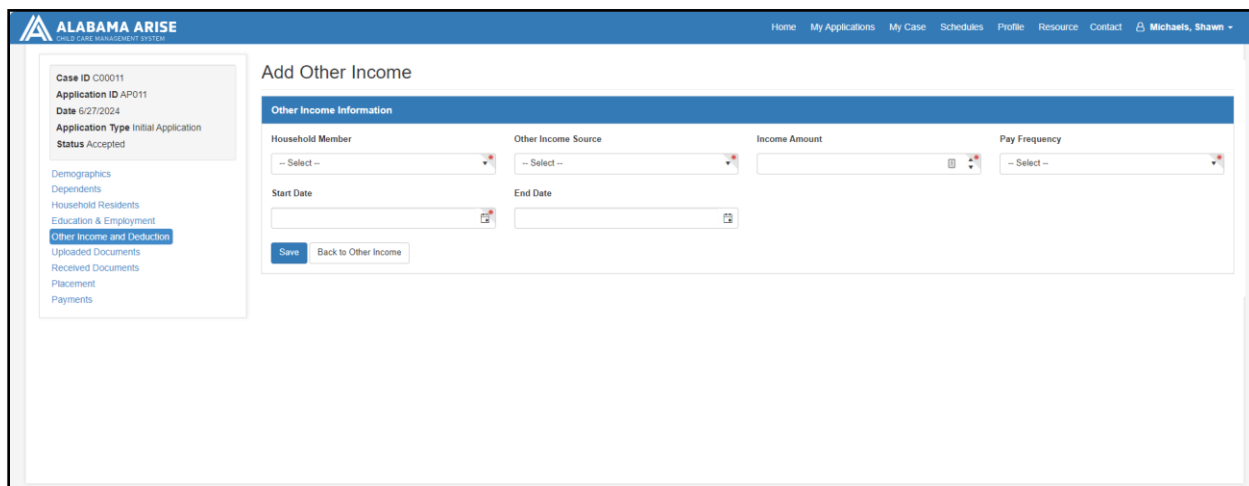 ALABAMA ARISE
CHILD CARE MANAGEMENT SYSTEM
Home My Applications My Case Schedules Profile Resource Contact Michaels, Shawn
Case ID C00011
Application ID AP011
Date 6/27/2024
Application Type Initial Application
Status Accepted
Demographics
Dependents
Household Residents
Education & Employment
Other Income and Deduction
Uploaded Documents
Received Documents
Placement
Payments
Add Other Income
Other Income Information
Household Member Other Income Source Income Amount Pay Frequency
-- Select -- -- Select -- -- Select --
Start Date End Date
Save Back to Other Income